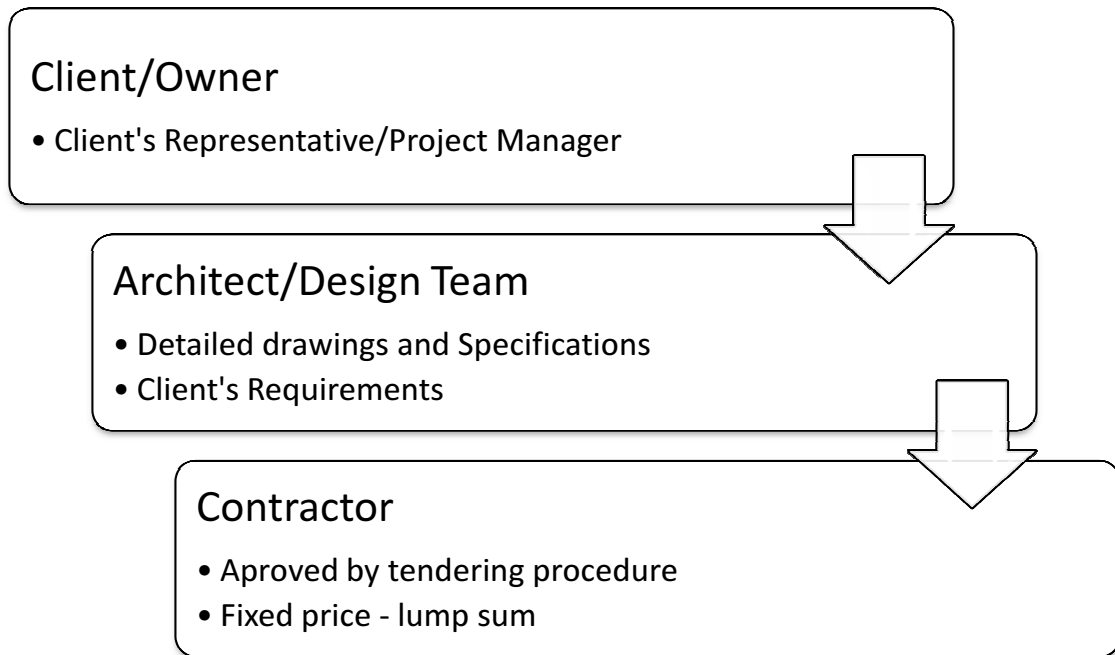 Client/Owner
• Client's Representative/Project Manager
Architect/Design Team
• Detailed drawings and Specifications
• Client's Requirements
Contractor
• Aproved by tendering procedure
• Fixed price - lump sum